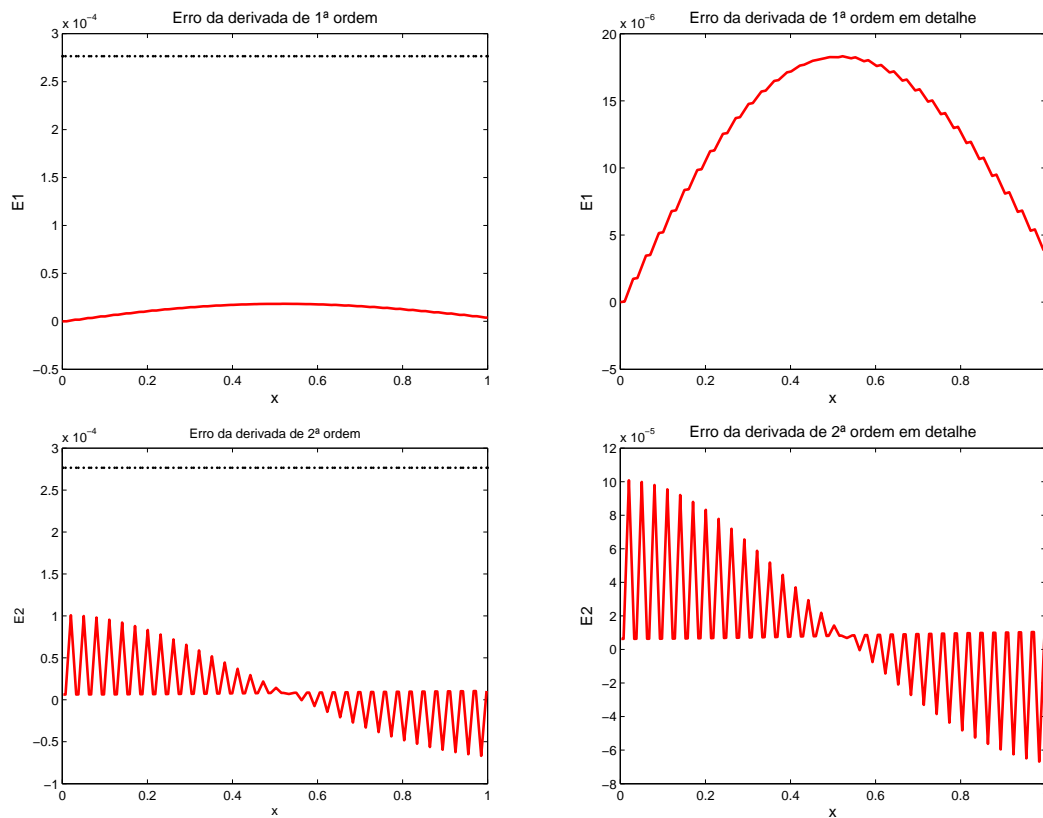 Erro da derivada de 1ª ordem
x 10⁻⁴
3
2.5
2
1.5
1
0.5
0
−0.5
E1
0 0.2 0.4 0.6 0.8 1
x
Erro da derivada de 1ª ordem em detalhe
x 10⁻⁶
20
15
10
5
0
−5
E1
0 0.2 0.4 0.6 0.8
x
Erro da derivada de 2ª ordem
x 10⁻⁴
3
2.5
2
1.5
1
0.5
0
−0.5
−1
E2
0 0.2 0.4 0.6 0.8 1
x
Erro da derivada de 2ª ordem em detalhe
x 10⁻⁵
12
10
8
6
4
2
0
−2
−4
−6
−8
E2
0 0.2 0.4 0.6 0.8
x